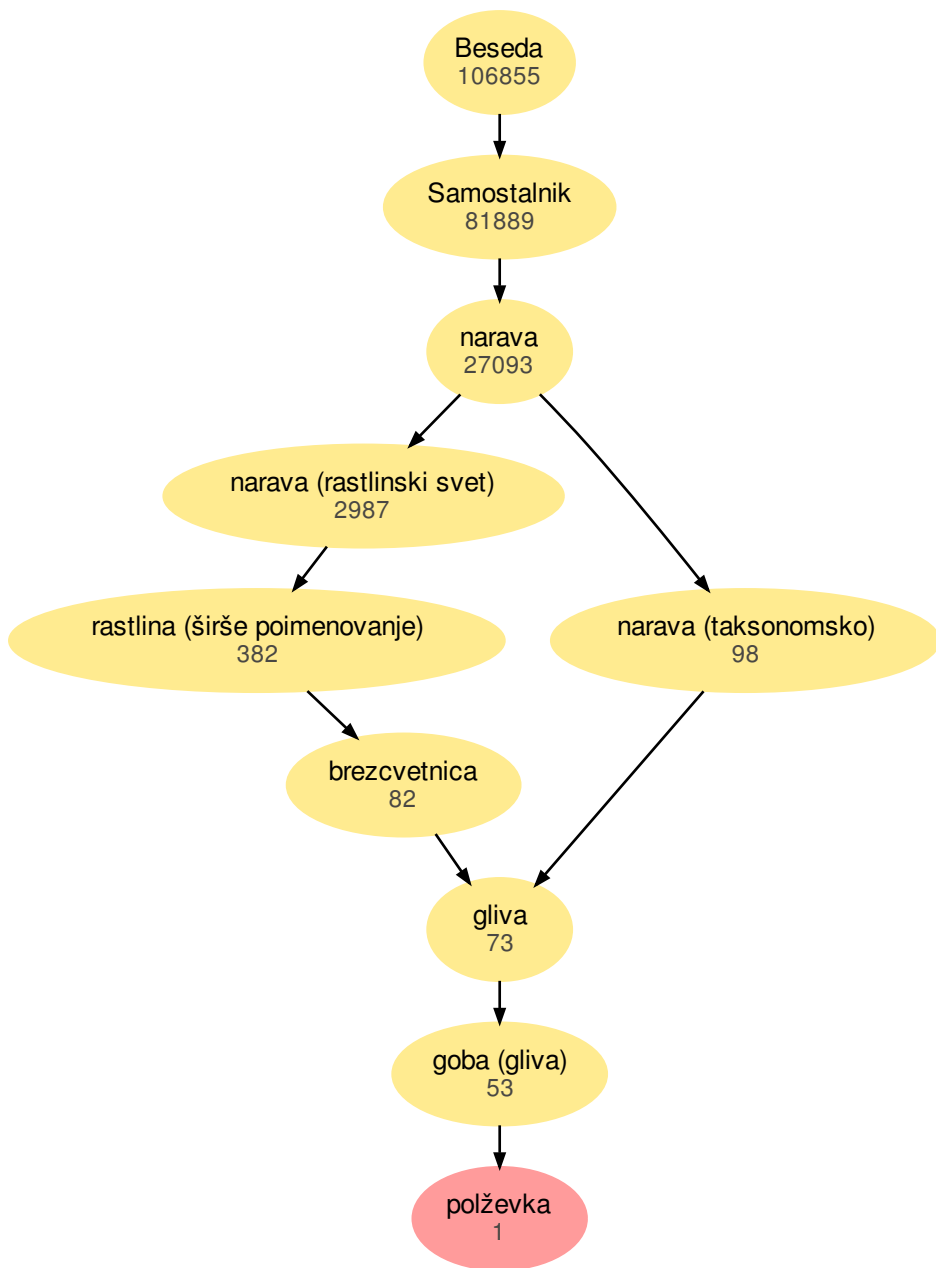 Beseda
106855
Samostalnik
81889
narava
27093
narava (rastlinski svet)
2987
rastlina (širše poimenovanje)
382
narava (taksonomsko)
98
brezcvetnica
82
gliva
73
goba (gliva)
53
polževka
1